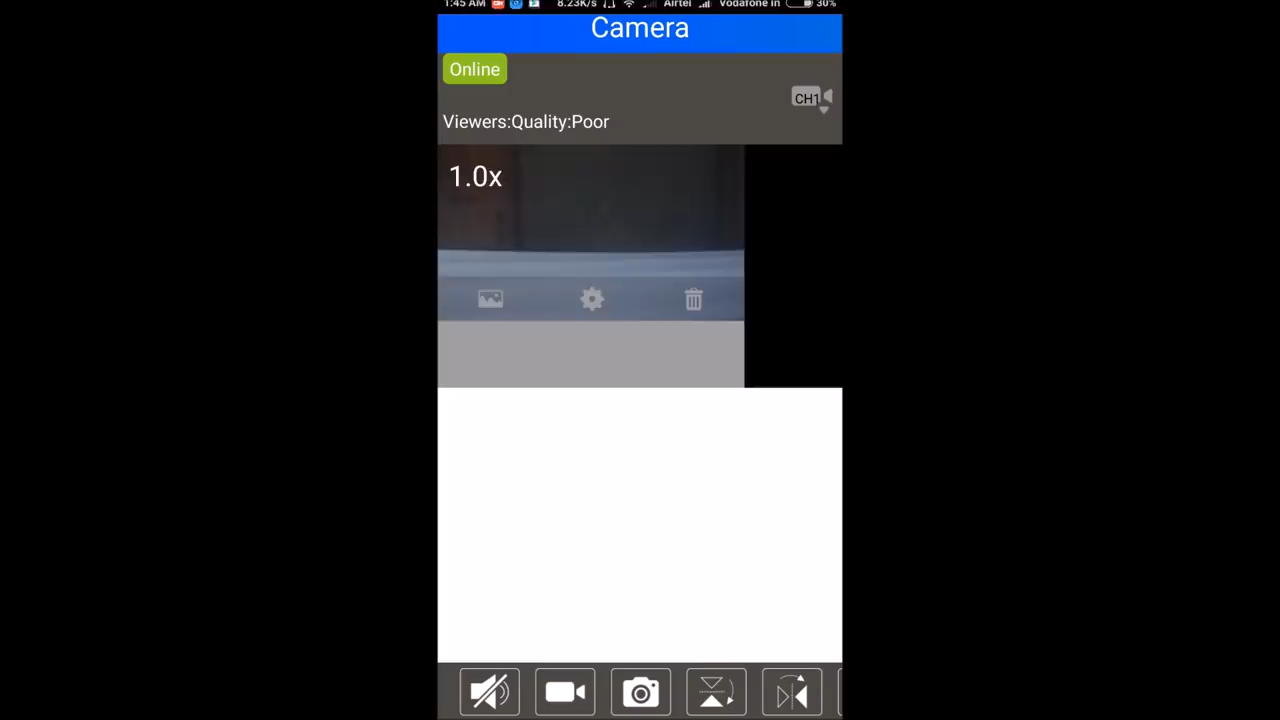 1:45 AM 8.23K/s Airtel Vodafone in 30%
Camera
Online
CH1
Viewers:Quality:Poor
1.0x